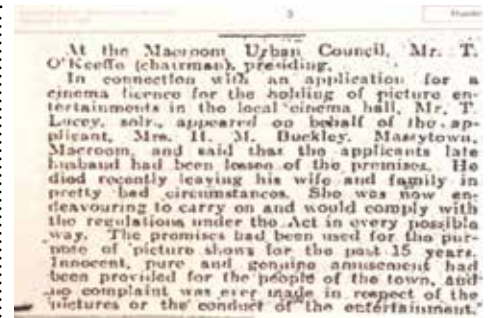 At the Macroom Urban Council, Mr. T.
O'Keeffe (chairman), presiding.
In connection with an application for a
cinema licence for the holding of picture en-
tertainments in the local cinema hall, Mr. T.
Lucey, solr., appeared on behalf of the ap-
plicant, Mrs. H. M. Buckley, Masseytown,
Macroom, and said that the applicants late
husband had been lessee of the premises. He
died recently leaving his wife and family in
pretty bad circumstances. She was now en-
deavouring to carry on and would comply with
the regulations under the Act in every possible
way. The premises had been used for the pur-
pose of picture shows for the past 15 years.
Innocent, pure and genuine amusement had
been provided for the people of the town, and
no complaint was ever made in respect of the
pictures or the conduct of the entertainment."